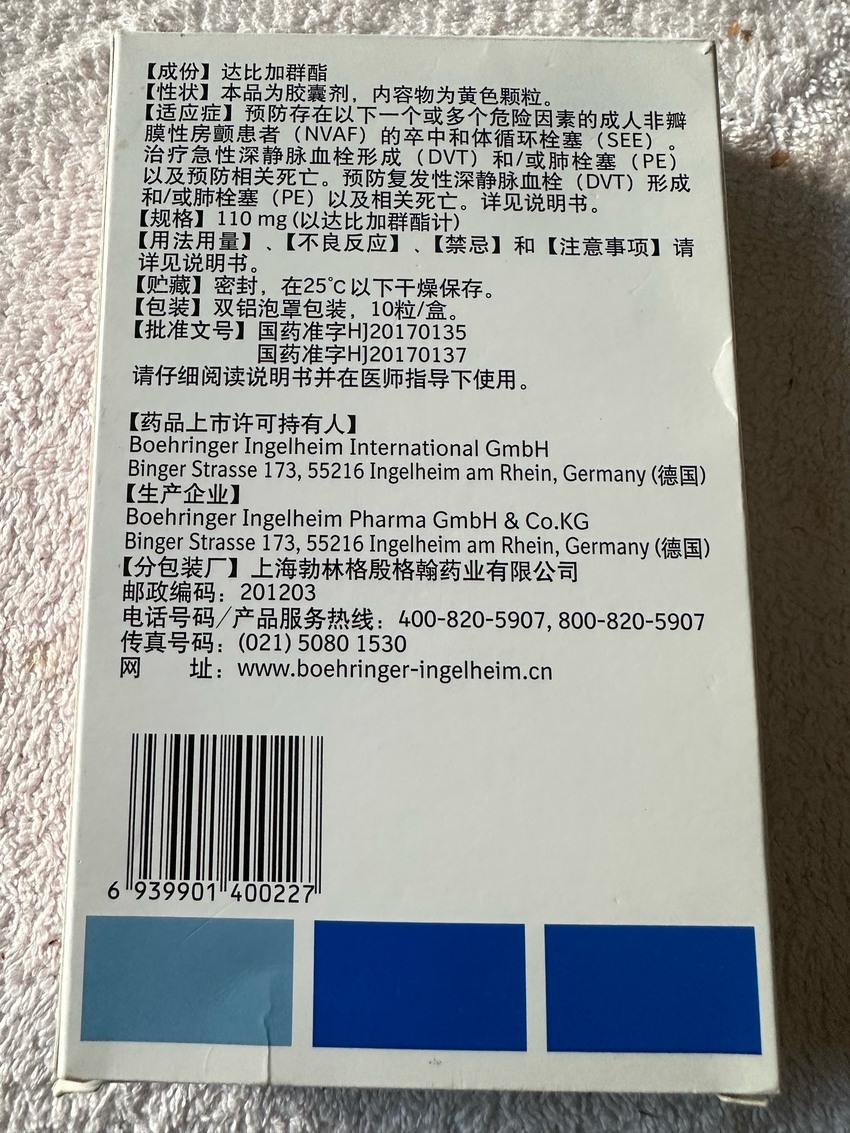 【成份】达比加群酯
【性状】本品为胶囊剂，内容物为黄色颗粒。
【适应症】预防存在以下一个或多个危险因素的成人非瓣
膜性房颤患者（NVAF）的卒中和体循环栓塞（SEE）。
治疗急性深静脉血栓形成（DVT）和/或肺栓塞（PE）
以及预防相关死亡。预防复发性深静脉血栓（DVT）形成
和/或肺栓塞（PE）以及相关死亡。详见说明书。
【规格】110 mg (以达比加群酯计)
【用法用量】、【不良反应】、【禁忌】和【注意事项】请
详见说明书。
【贮藏】密封，在25℃以下干燥保存。
【包装】双铝泡罩包装，10粒/盒。
【批准文号】国药准字HJ20170135
国药准字HJ20170137
请仔细阅读说明书并在医师指导下使用。
【药品上市许可持有人】
Boehringer Ingelheim International GmbH
Binger Strasse 173, 55216 Ingelheim am Rhein, Germany (德国)
【生产企业】
Boehringer Ingelheim Pharma GmbH & Co.KG
Binger Strasse 173, 55216 Ingelheim am Rhein, Germany (德国)
【分包装厂】上海勃林格殷格翰药业有限公司
邮政编码：201203
电话号码/产品服务热线：400-820-5907, 800-820-5907
传真号码：(021) 5080 1530
网　　址：www.boehringer-ingelheim.cn
6 939901 400227